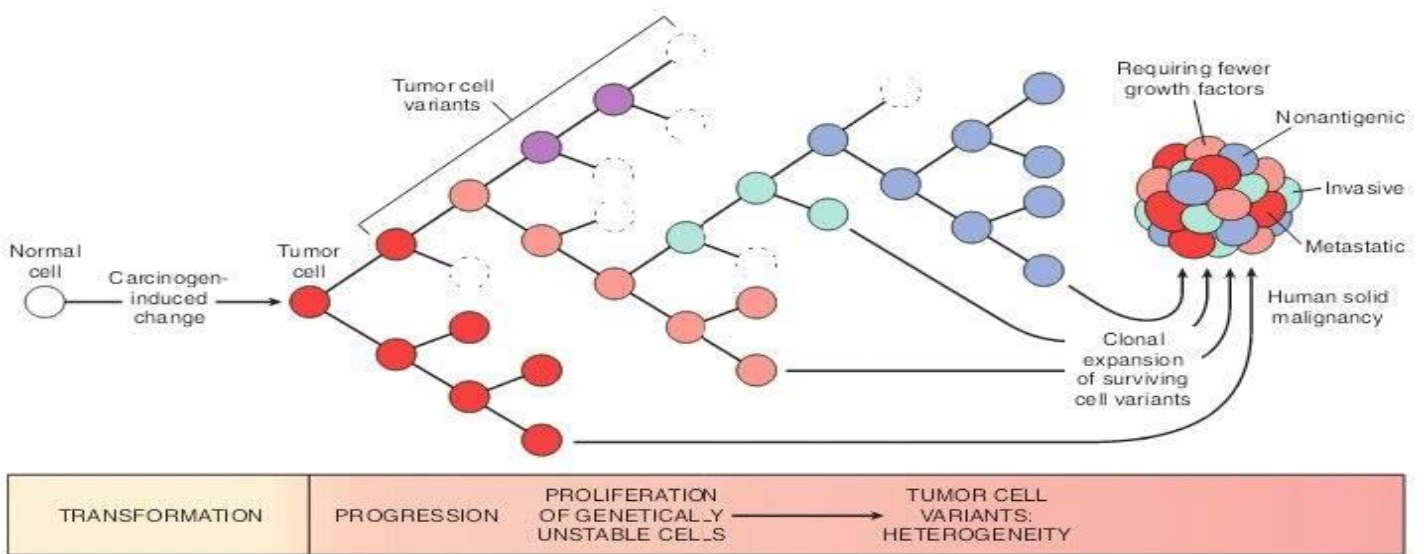 Tumor cell
variants
Requiring fewer
growth factors
Nonantigenic
Invasive
Metastatic
Normal
cell
Carcinogen-
induced
change
Tumor
cell
Human solid
malignancy
Clonal
expansion
of surviving
cell variants
TRANSFORMATION
PROGRESSION
PROLIFERATION
OF GENETICALLY
UNSTABLE CELLS
TUMOR CELL
VARIANTS:
HETEROGENEITY